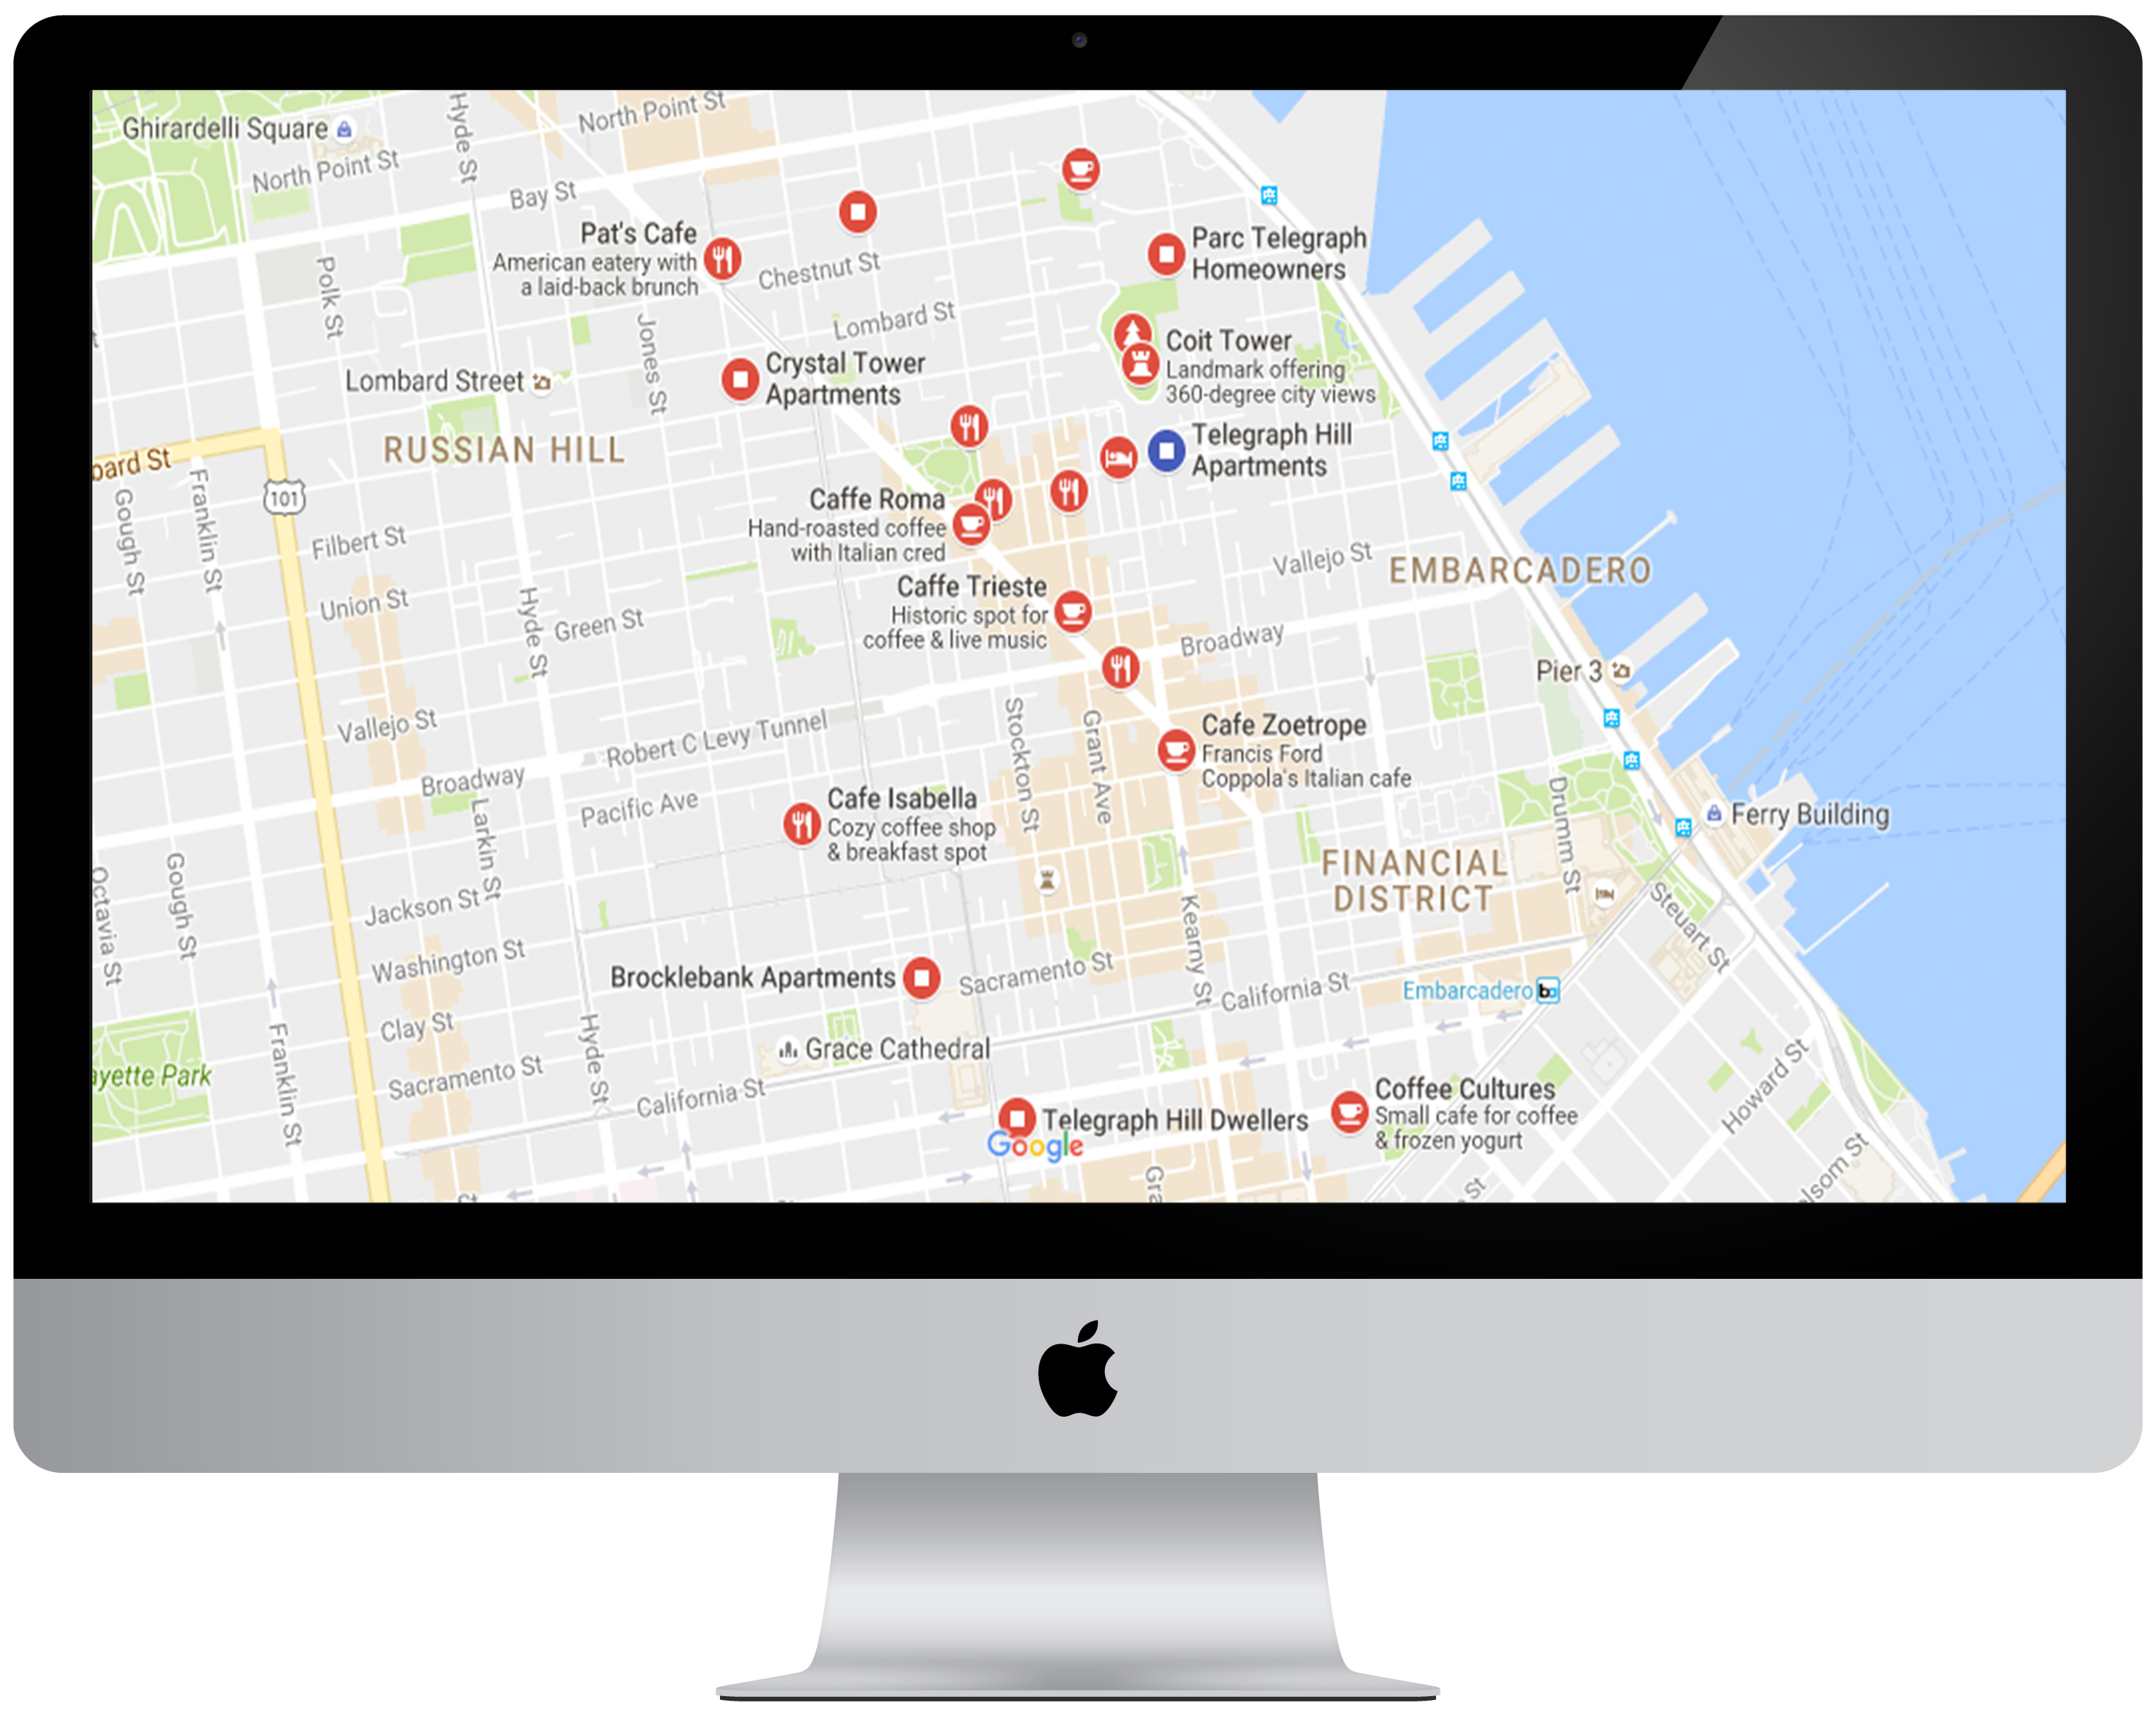 Ghirardelli Square
North Point St
Hyde St
North Point St
Bay St
Polk St
Pat's Cafe
American eatery with
a laid-back brunch
Chestnut St
Lombard St
Jones St
Parc Telegraph
Homeowners
Coit Tower
Landmark offering
360-degree city views
Lombard Street
Crystal Tower
Apartments
RUSSIAN HILL
bard St
101
Gough St
Franklin St
Telegraph Hill
Apartments
Caffe Roma
Hand-roasted coffee
with Italian cred
Filbert St
Union St
Hyde St
Green St
Caffe Trieste
Historic spot for
coffee & live music
Vallejo St
EMBARCADERO
Broadway
Pier 3
Vallejo St
Robert C Levy Tunnel
Stockton St
Grant Ave
Cafe Zoetrope
Francis Ford
Coppola's Italian cafe
Broadway
Pacific Ave
Larkin St
Cafe Isabella
Cozy coffee shop
& breakfast spot
Drumm St
Ferry Building
FINANCIAL
DISTRICT
Octavia St
Gough St
Jackson St
Washington St
Kearny St
Steuart St
Brocklebank Apartments
Sacramento St
California St
Embarcadero
Clay St
Franklin St
Hyde St
ayette Park
Sacramento St
Grace Cathedral
California St
Howard St
Telegraph Hill Dwellers
Google
Coffee Cultures
Small cafe for coffee
& frozen yogurt
Gra
olsom St
St